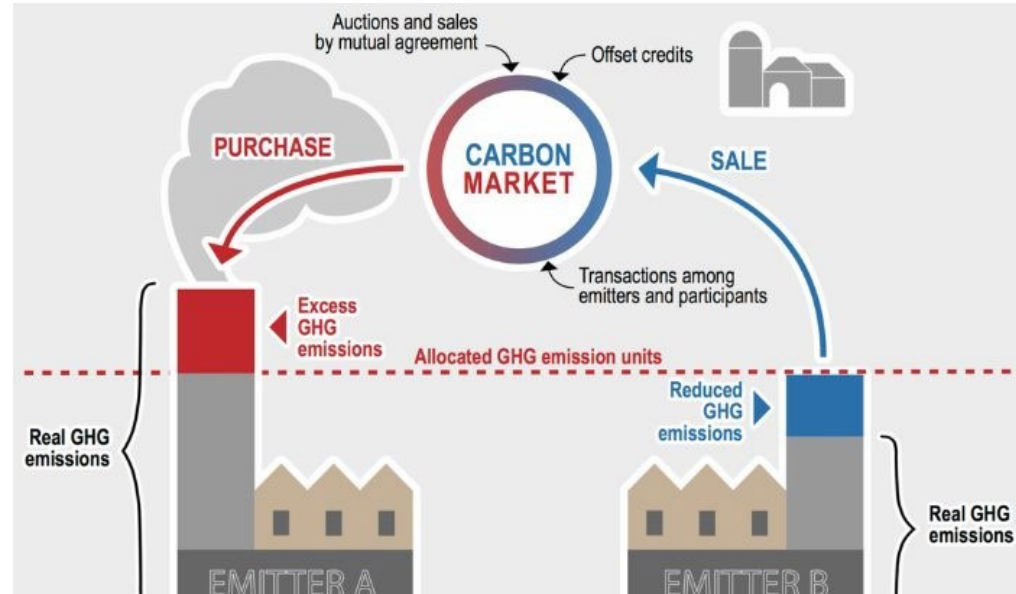 Auctions and sales
by mutual agreement
Offset credits
PURCHASE
CARBON
MARKET
SALE
Transactions among
emitters and participants
Excess
GHG
emissions
Allocated GHG emission units
Reduced
GHG
emissions
Real GHG
emissions
Real GHG
emissions
EMITTER A
EMITTER B